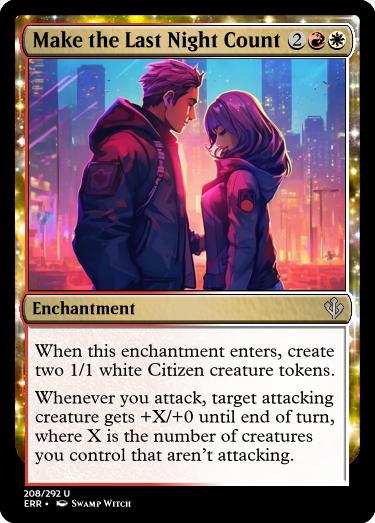 Make the Last Night Count 2
Enchantment
When this enchantment enters, create
two 1/1 white Citizen creature tokens.
Whenever you attack, target attacking
creature gets +X/+0 until end of turn,
where X is the number of creatures
you control that aren't attacking.
208/292 U
ERR • Swamp Witch